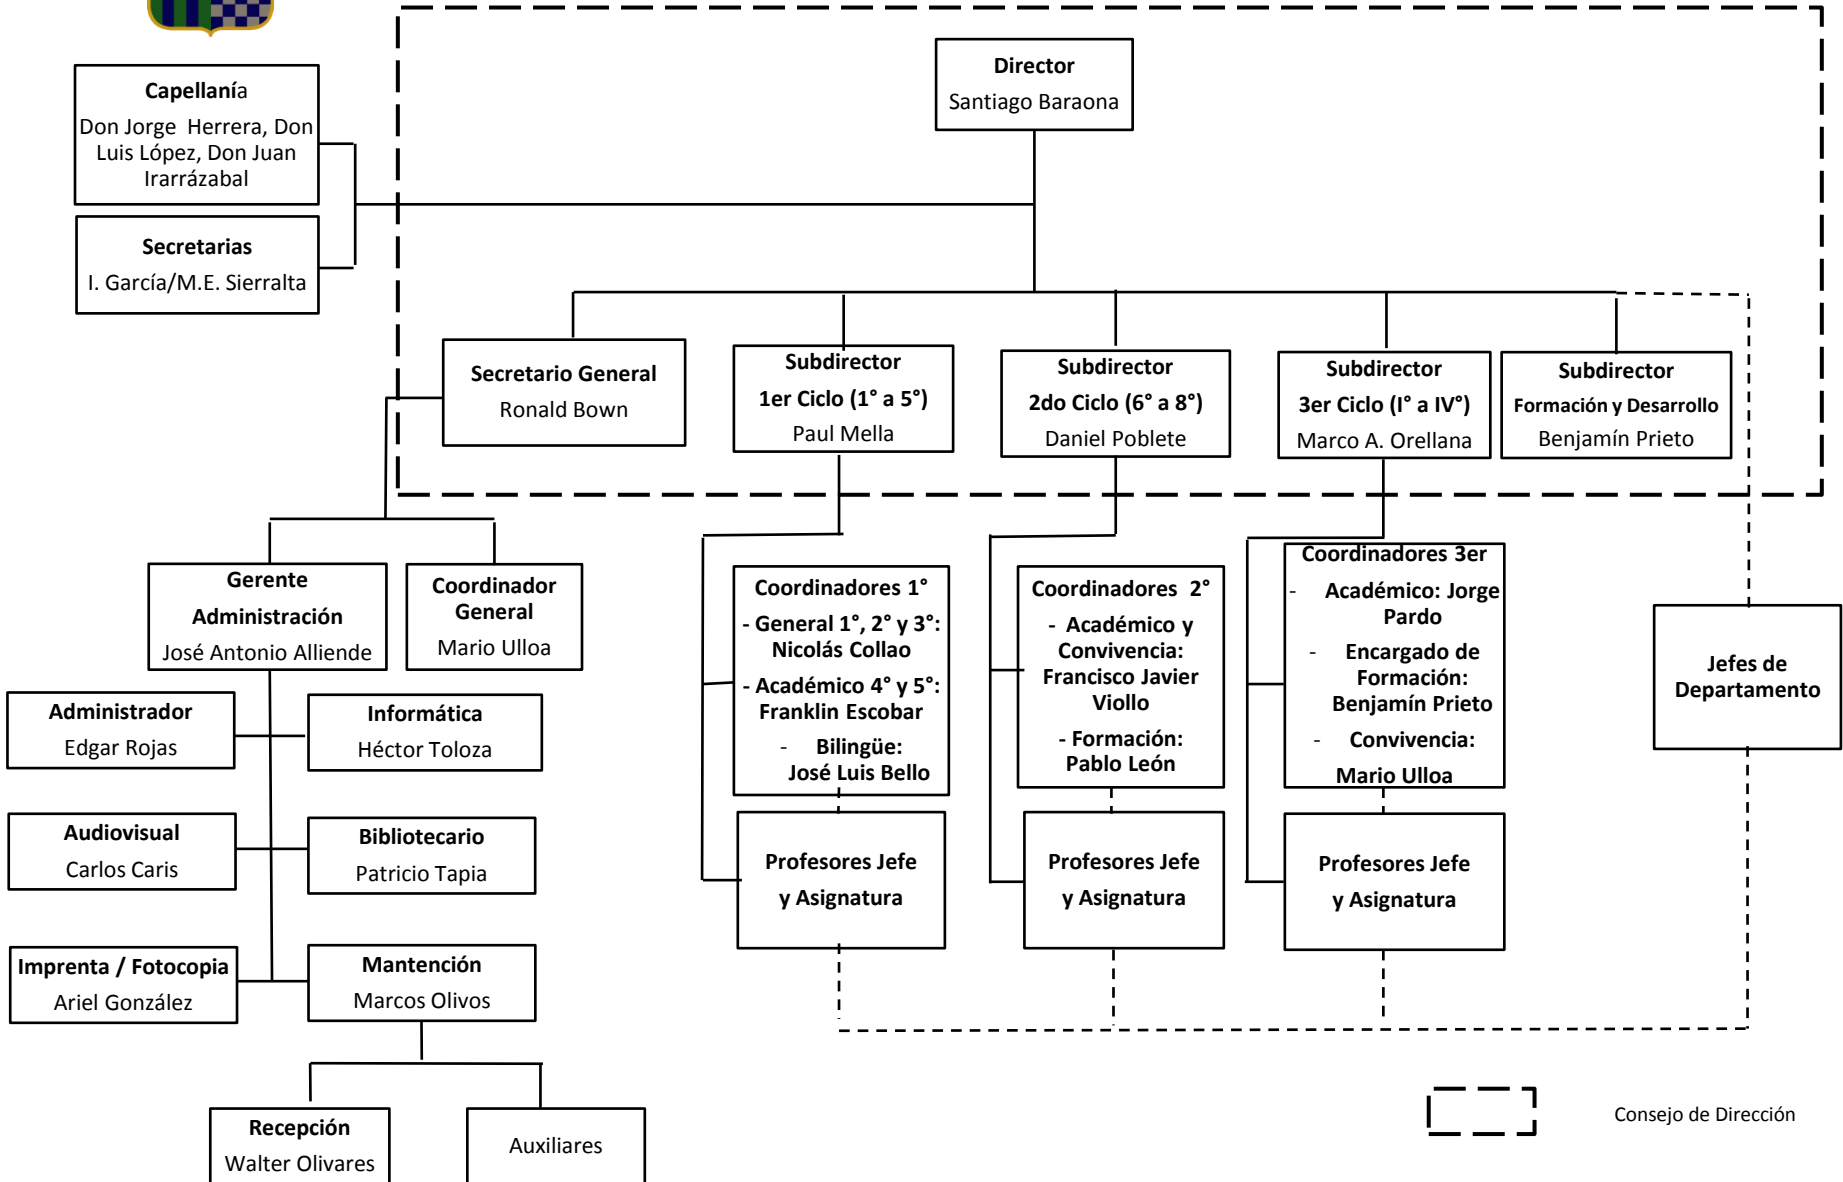 Director
Santiago Baraona
Capellanía
Don Jorge Herrera, Don
Luis López, Don Juan
Irarrázabal
Secretarias
I. García/M.E. Sierralta
Secretario General
Ronald Bown
Subdirector
1er Ciclo (1° a 5°)
Paul Mella
Subdirector
2do Ciclo (6° a 8°)
Daniel Poblete
Subdirector
3er Ciclo (I° a IV°)
Marco A. Orellana
Subdirector
Formación y Desarrollo
Benjamín Prieto
Gerente
Administración
José Antonio Alliende
Coordinador
General
Mario Ulloa
Coordinadores 1°
- General 1°, 2° y 3°:
Nicolás Collao
- Académico 4° y 5°:
Franklin Escobar
- Bilingüe:
José Luis Bello
Coordinadores 2°
- Académico y
Convivencia:
Francisco Javier
Viollo
- Formación:
Pablo León
Coordinadores 3er
- Académico: Jorge
Pardo
- Encargado de
Formación:
Benjamín Prieto
- Convivencia:
Mario Ulloa
Jefes de
Departamento
Administrador
Edgar Rojas
Informática
Héctor Toloza
Audiovisual
Carlos Caris
Bibliotecario
Patricio Tapia
Profesores Jefe
y Asignatura
Profesores Jefe
y Asignatura
Profesores Jefe
y Asignatura
Imprenta / Fotocopia
Ariel González
Mantención
Marcos Olivos
Recepción
Walter Olivares
Auxiliares
Consejo de Dirección